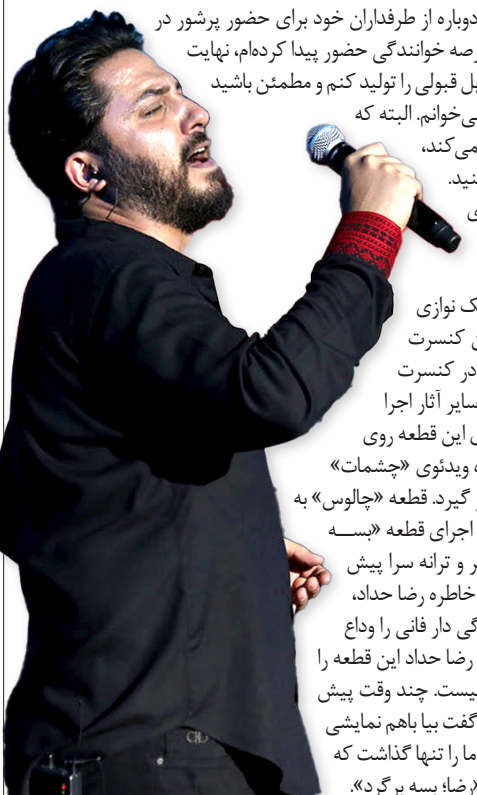 دوباره از طرفداران خود برای حضور پرشور در
رصه خوانندگی حضور پیدا کرده‌ام، نهایت
بل قبولی را تولید کنم و مطمئن باشید
ی‌خوانم. البته که
می‌کند،
نید.
ی
ک نوازی
ن کنسرت
در کنسرت
سایر آثار اجرا
ی این قطعه روی
ه ویدئوی «چشمات»
ر گیرد. قطعه «چالوس» به
اجرای قطعه «بســه
ر و ترانه سرا پیش
خاطره رضا حداد،
گی دار فانی را وداع
رضا حداد این قطعه را
یست. چند وقت پیش
گفت بیا باهم نمایشی
ما را تنها گذاشت که
«رضا؛ بسه برگرد».